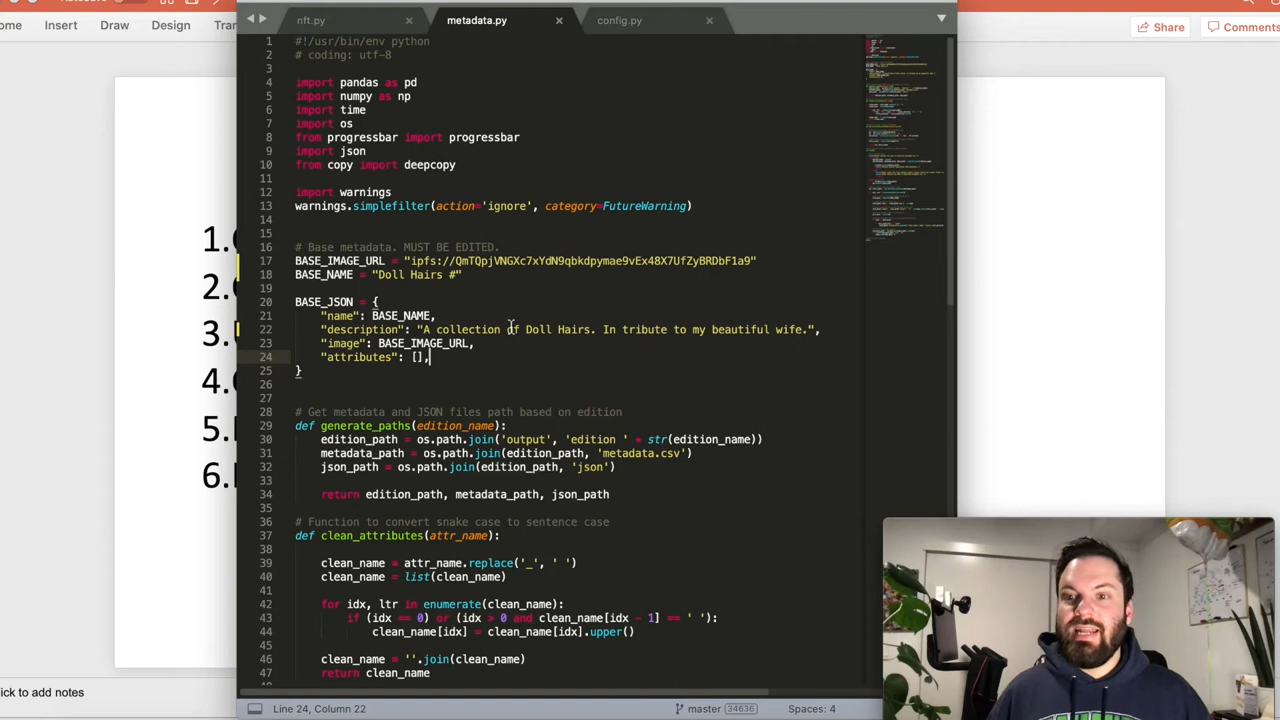 ome
Insert
Draw
Design
Share
Comments
nft.py
metadata.py
config.py
1 #!/usr/bin/env python
2 # coding: utf-8
3
4 import pandas as pd
5 import numpy as np
6 import time
7 import os
8 from progressbar import progressbar
9 import json
10 from copy import deepcopy
11
12 import warnings
13 warnings.simplefilter(action='ignore', category=FutureWarning)
14
15
16 # Base metadata. MUST BE EDITED.
17 BASE_IMAGE_URL = "ipfs://QmTQpjVNGXc7xYdN9qbkdpymae9vEx48X7UfZyBRDbF1a9"
18 BASE_NAME = "Doll Hairs #"
19
20 BASE_JSON = {
21 "name": BASE_NAME,
22 "description": "A collection of Doll Hairs. In tribute to my beautiful wife.",
23 "image": BASE_IMAGE_URL,
24 "attributes": [],
25 }
26
27
28 # Get metadata and JSON files path based on edition
29 def generate_paths(edition_name):
30 edition_path = os.path.join('output', 'edition ' + str(edition_name))
31 metadata_path = os.path.join(edition_path, 'metadata.csv')
32 json_path = os.path.join(edition_path, 'json')
33
34 return edition_path, metadata_path, json_path
35
36 # Function to convert snake case to sentence case
37 def clean_attributes(attr_name):
38
39 clean_name = attr_name.replace('_', ' ')
40 clean_name = list(clean_name)
41
42 for idx, ltr in enumerate(clean_name):
43 if (idx == 0) or (idx > 0 and clean_name[idx - 1] == ' '):
44 clean_name[idx] = clean_name[idx].upper()
45
46 clean_name = ''.join(clean_name)
47 return clean_name
1.
2.
3.
4.
5.
6.
lick to add notes
Line 24, Column 22
master 34636
Spaces: 4